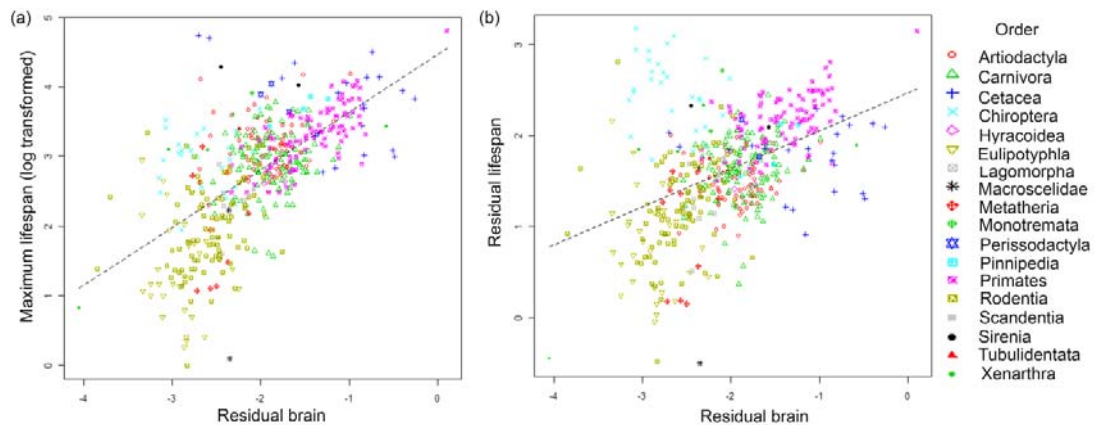 (a)
Maximum lifespan (log transformed)
5
4
3
2
1
0
-4 -3 -2 -1 0
Residual brain
(b)
Residual lifespan
3
2
1
0
-4 -3 -2 -1 0
Residual brain
Order
Artiodactyla
Carnivora
Cetacea
Chiroptera
Hyracoidea
Eulipotyphla
Lagomorpha
Macroscelidae
Metatheria
Monotremata
Perissodactyla
Pinnipedia
Primates
Rodentia
Scandentia
Sirenia
Tubulidentata
Xenarthra